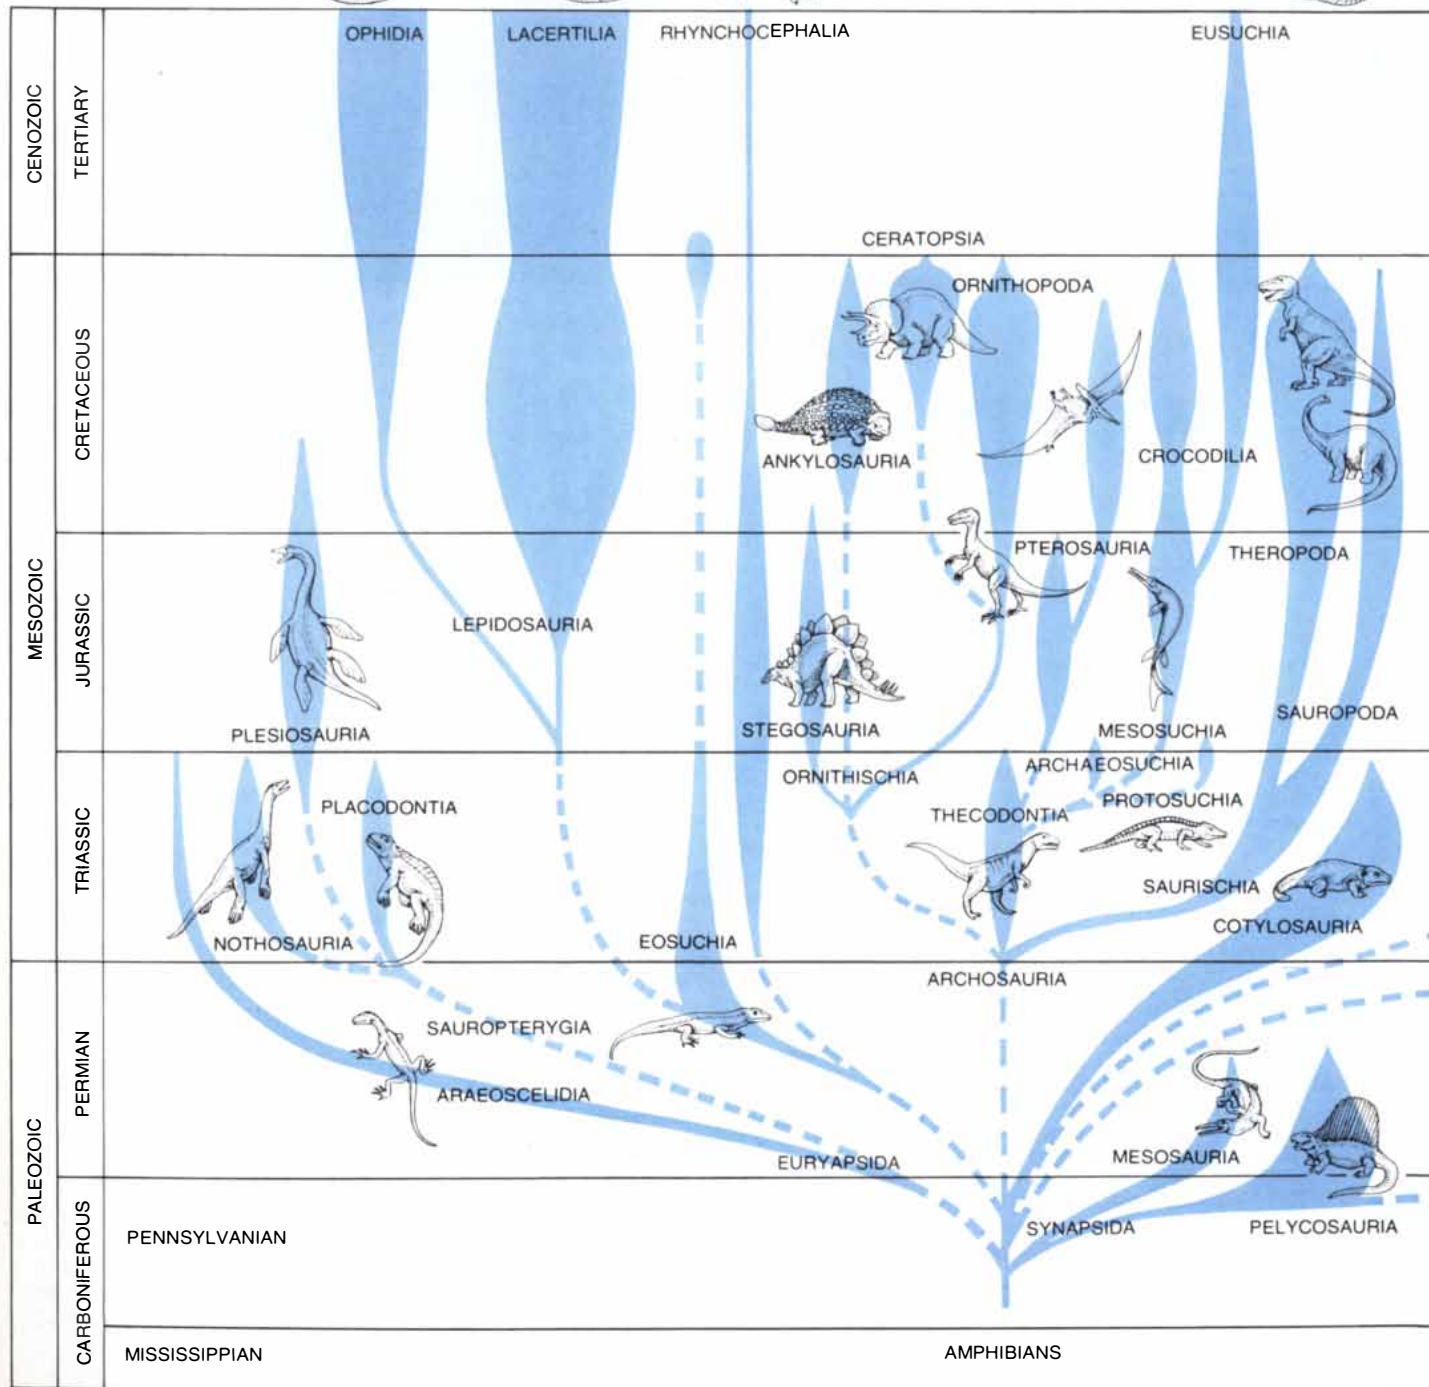 OPHIDIA
LACERTILIA
RHYNCHOCEPHALIA
EUSUCHIA
CENOZOIC
TERTIARY
CERATOPSIA
ORNITHOPODA
MESOZOIC
CRETACEOUS
ANKYLOSAURIA
CROCODILIA
PTEROSAURIA
THEROPODA
JURASSIC
LEPIDOSAURIA
SAUROPODA
PLESIOSAURIA
STEGOSAURIA
MESOSUCHIA
ARCHAEOSUCHIA
ORNITHISCHIA
PLACODONTIA
THECODONTIA
PROTOSUCHIA
TRIASSIC
SAURISCHIA
COTYLOSAURIA
NOTHOSAURIA
EOSUCHIA
ARCHOSAURIA
PALEOZOIC
PERMIAN
SAUROPTERYGIA
ARAEOSCELIDIA
EURYAPSIDA
MESOSAURIA
CARBONIFEROUS
PENNSYLVANIAN
SYNAPSIDA
PELYCOSAURIA
MISSISSIPPIAN
AMPHIBIANS